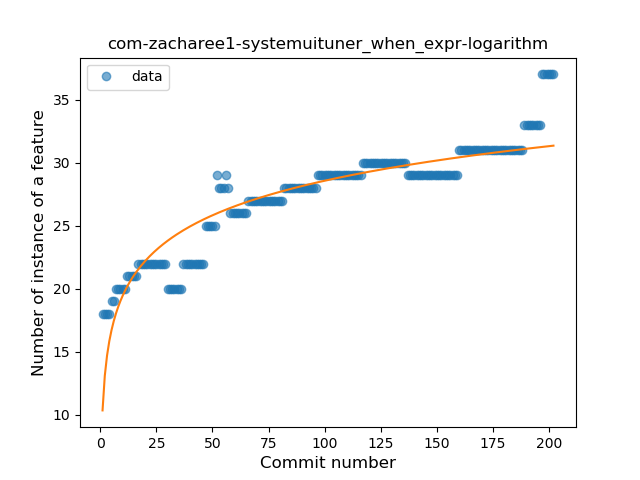 com-zacharee1-systemuituner_when_expr-logarithm
data
Number of instance of a feature
35
30
25
20
15
10
0 25 50 75 100 125 150 175 200
Commit number